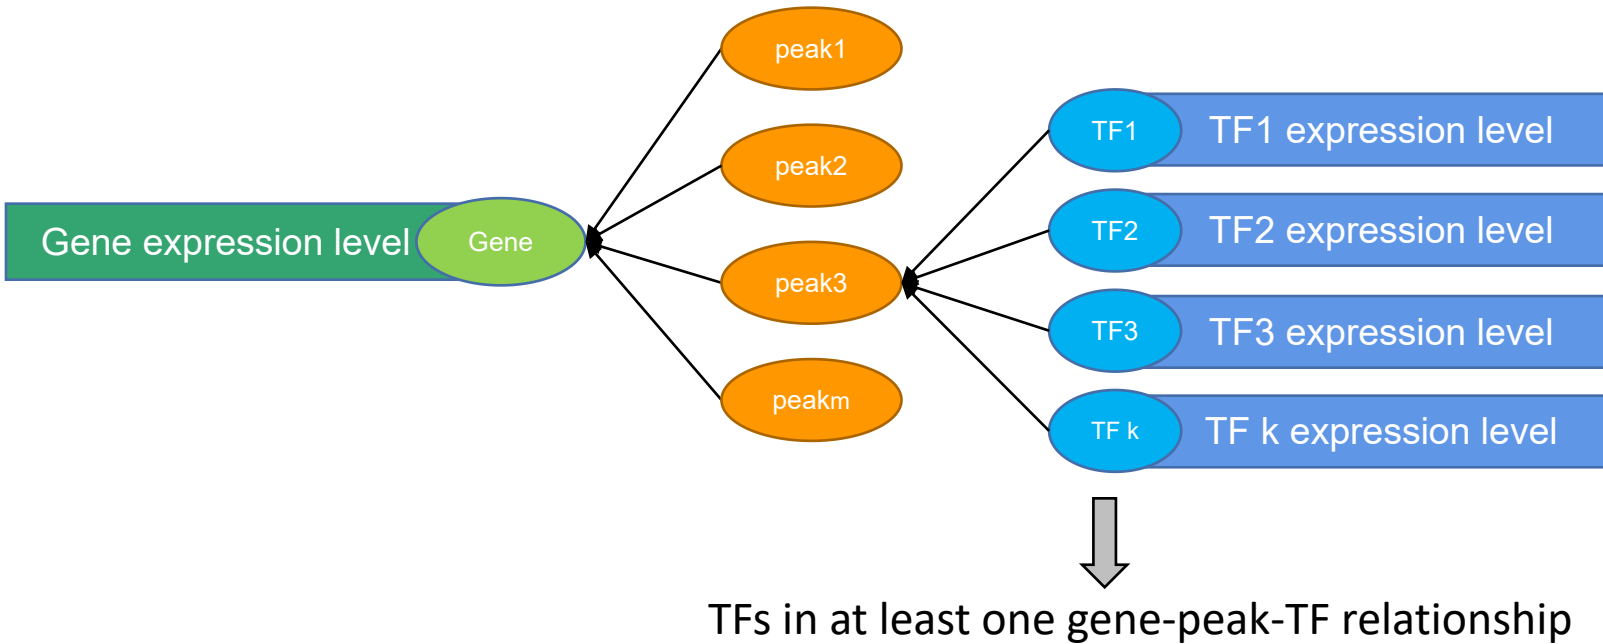 peak1
TF1
TF1 expression level
peak2
TF2
TF2 expression level
Gene expression level
Gene
peak3
TF3
TF3 expression level
peakm
TF k
TF k expression level
TFs in at least one gene-peak-TF relationship